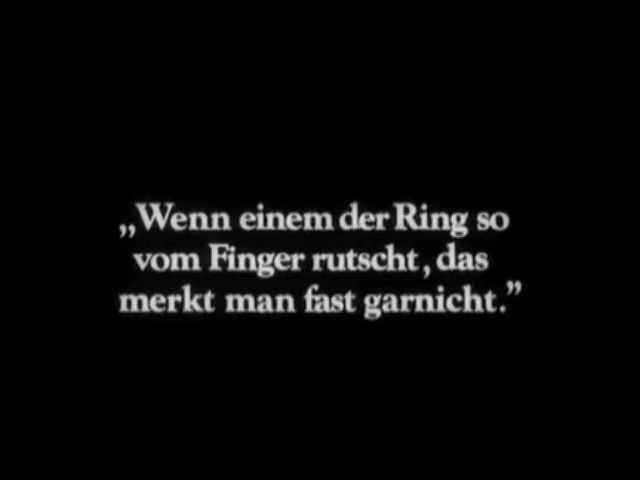 „Wenn einem der Ring so
vom Finger rutscht, das
merkt man fast garnicht.”